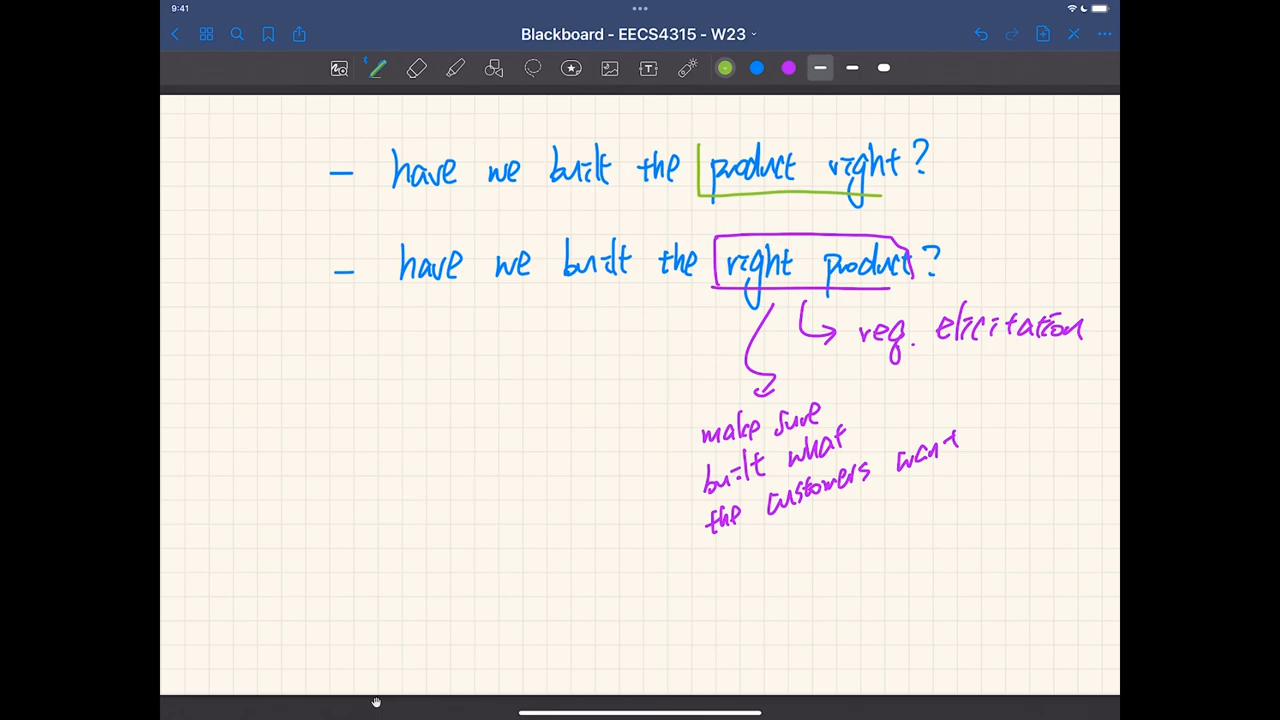 9:41
Blackboard - EECS4315 - W23
- have we built the product right?
- have we built the right product?
req. elicitation
make sure
built what
the customers want